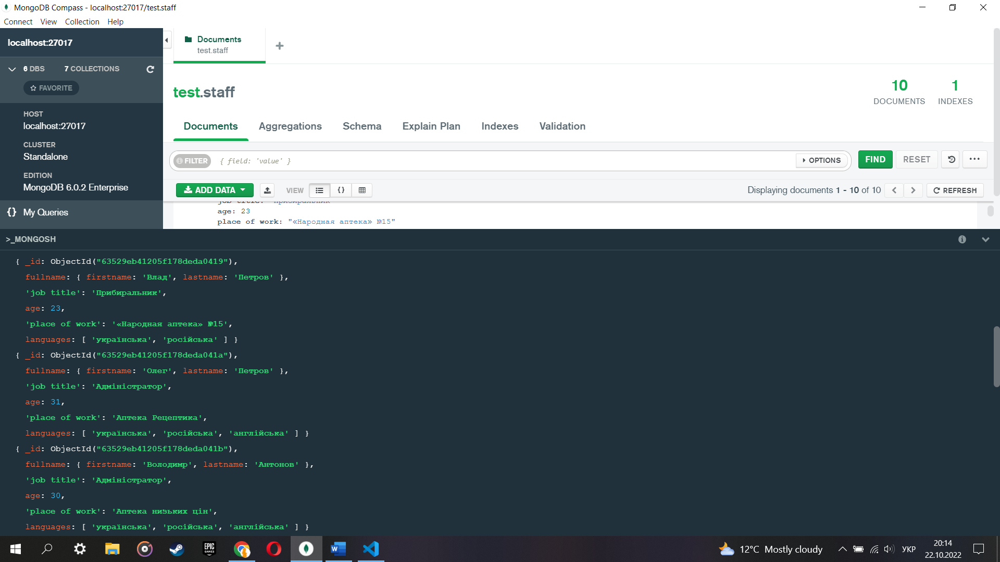 MongoDB Compass - localhost:27017/test.staff
Connect View Collection Help
localhost:27017
6 DBS 7 COLLECTIONS
FAVORITE
HOST
localhost:27017
CLUSTER
Standalone
EDITION
MongoDB 6.0.2 Enterprise
{} My Queries
Documents
test.staff
+
test.staff
10
DOCUMENTS
1
INDEXES
Documents Aggregations Schema Explain Plan Indexes Validation
FILTER { field: 'value' } OPTIONS FIND RESET ...
ADD DATA VIEW {} Displaying documents 1 - 10 of 10 REFRESH
job title: "Прибиральник"
age: 23
place of work: "«Народная аптека» №15"
>_MONGOSH
{ _id: ObjectId("63529eb41205f178deda0419"),
fullname: { firstname: 'Влад', lastname: 'Петров' },
'job title': 'Прибиральник',
age: 23,
'place of work': '«Народная аптека» №15',
languages: [ 'українська', 'російська' ] }
{ _id: ObjectId("63529eb41205f178deda041a"),
fullname: { firstname: 'Олег', lastname: 'Петров' },
'job title': 'Адміністратор',
age: 31,
'place of work': 'Аптека Рецептика',
languages: [ 'українська', 'російська', 'англійська' ] }
{ _id: ObjectId("63529eb41205f178deda041b"),
fullname: { firstname: 'Володимр', lastname: 'Антонов' },
'job title': 'Адміністратор',
age: 30,
'place of work': 'Аптека низьких цін',
languages: [ 'українська', 'російська', 'англійська' ] }
EPIC GAMES
12°C Mostly cloudy
УКР
20:14
22.10.2022